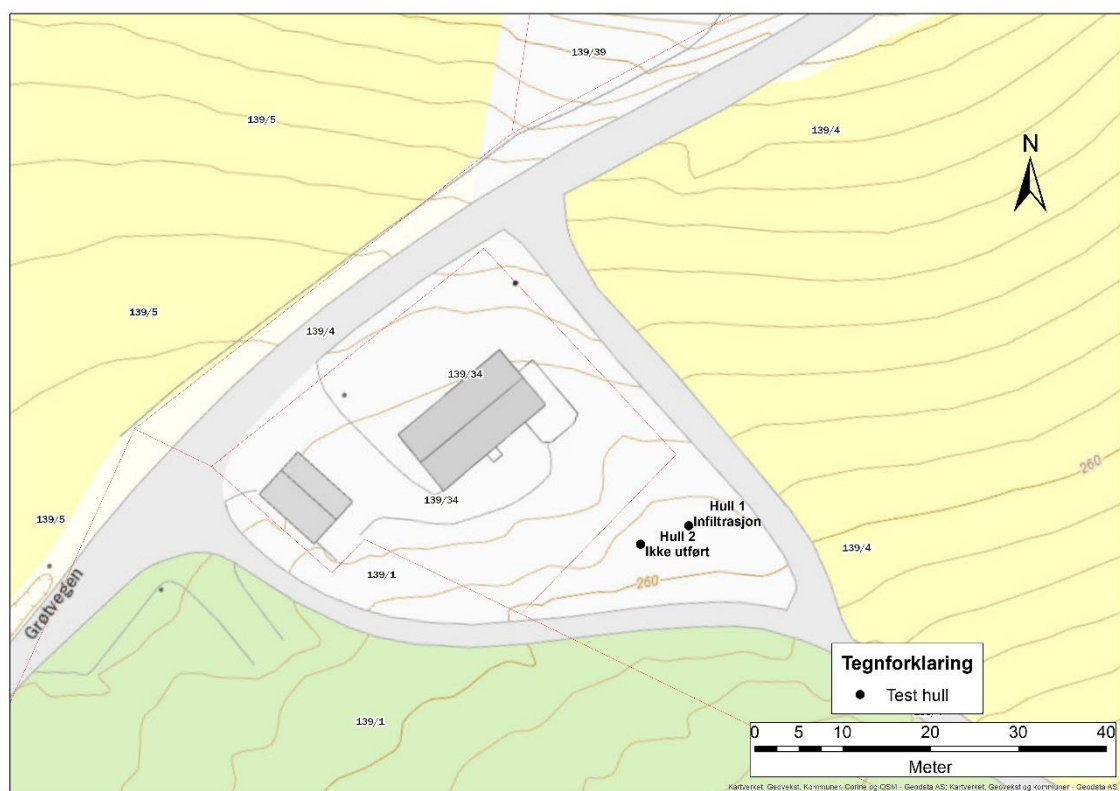 139/39
139/5
139/4
N
139/5
139/4
139/34
260
139/34
Hull 1
Infiltrasjon
Hull 2
Ikke utført
139/5
139/4
139/1
260
Grøtvegen
139/1
Tegnforklaring
Test hull
0 5 10 20 30 40
Meter
Kartverket, Geovekst, Kommuner, Corine og OSM - Geodata AS; Kartverket, Geovekst og kommuner - Geodata AS